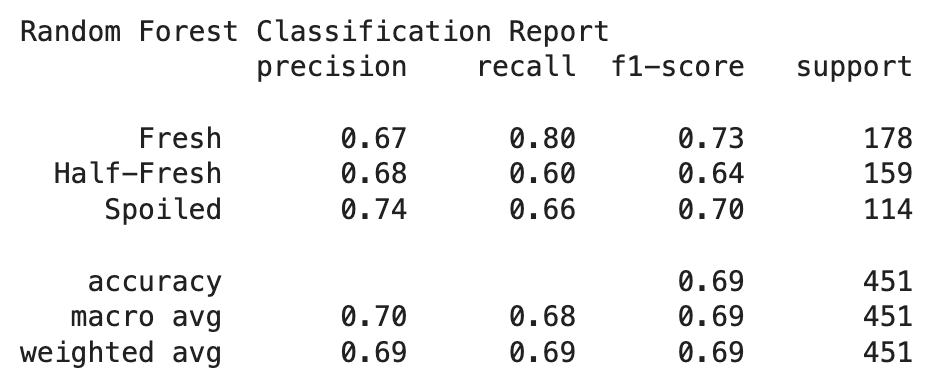 Random Forest Classification Report
precision recall f1-score support
Fresh 0.67 0.80 0.73 178
Half-Fresh 0.68 0.60 0.64 159
Spoiled 0.74 0.66 0.70 114
accuracy 0.69 451
macro avg 0.70 0.68 0.69 451
weighted avg 0.69 0.69 0.69 451